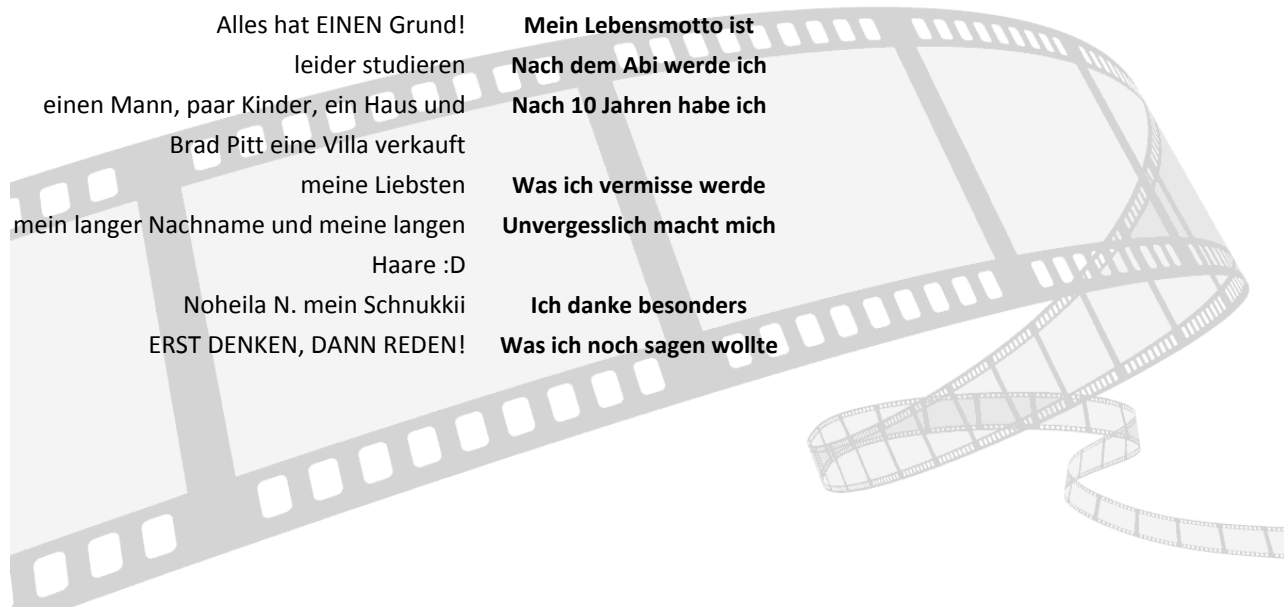 Alles hat EINEN Grund! Mein Lebensmotto ist
leider studieren Nach dem Abi werde ich
einen Mann, paar Kinder, ein Haus und Nach 10 Jahren habe ich
Brad Pitt eine Villa verkauft
meine Liebsten Was ich vermisse werde
mein langer Nachname und meine langen Unvergesslich macht mich
Haare :D
Noheila N. mein Schnukkii Ich danke besonders
ERST DENKEN, DANN REDEN! Was ich noch sagen wollte